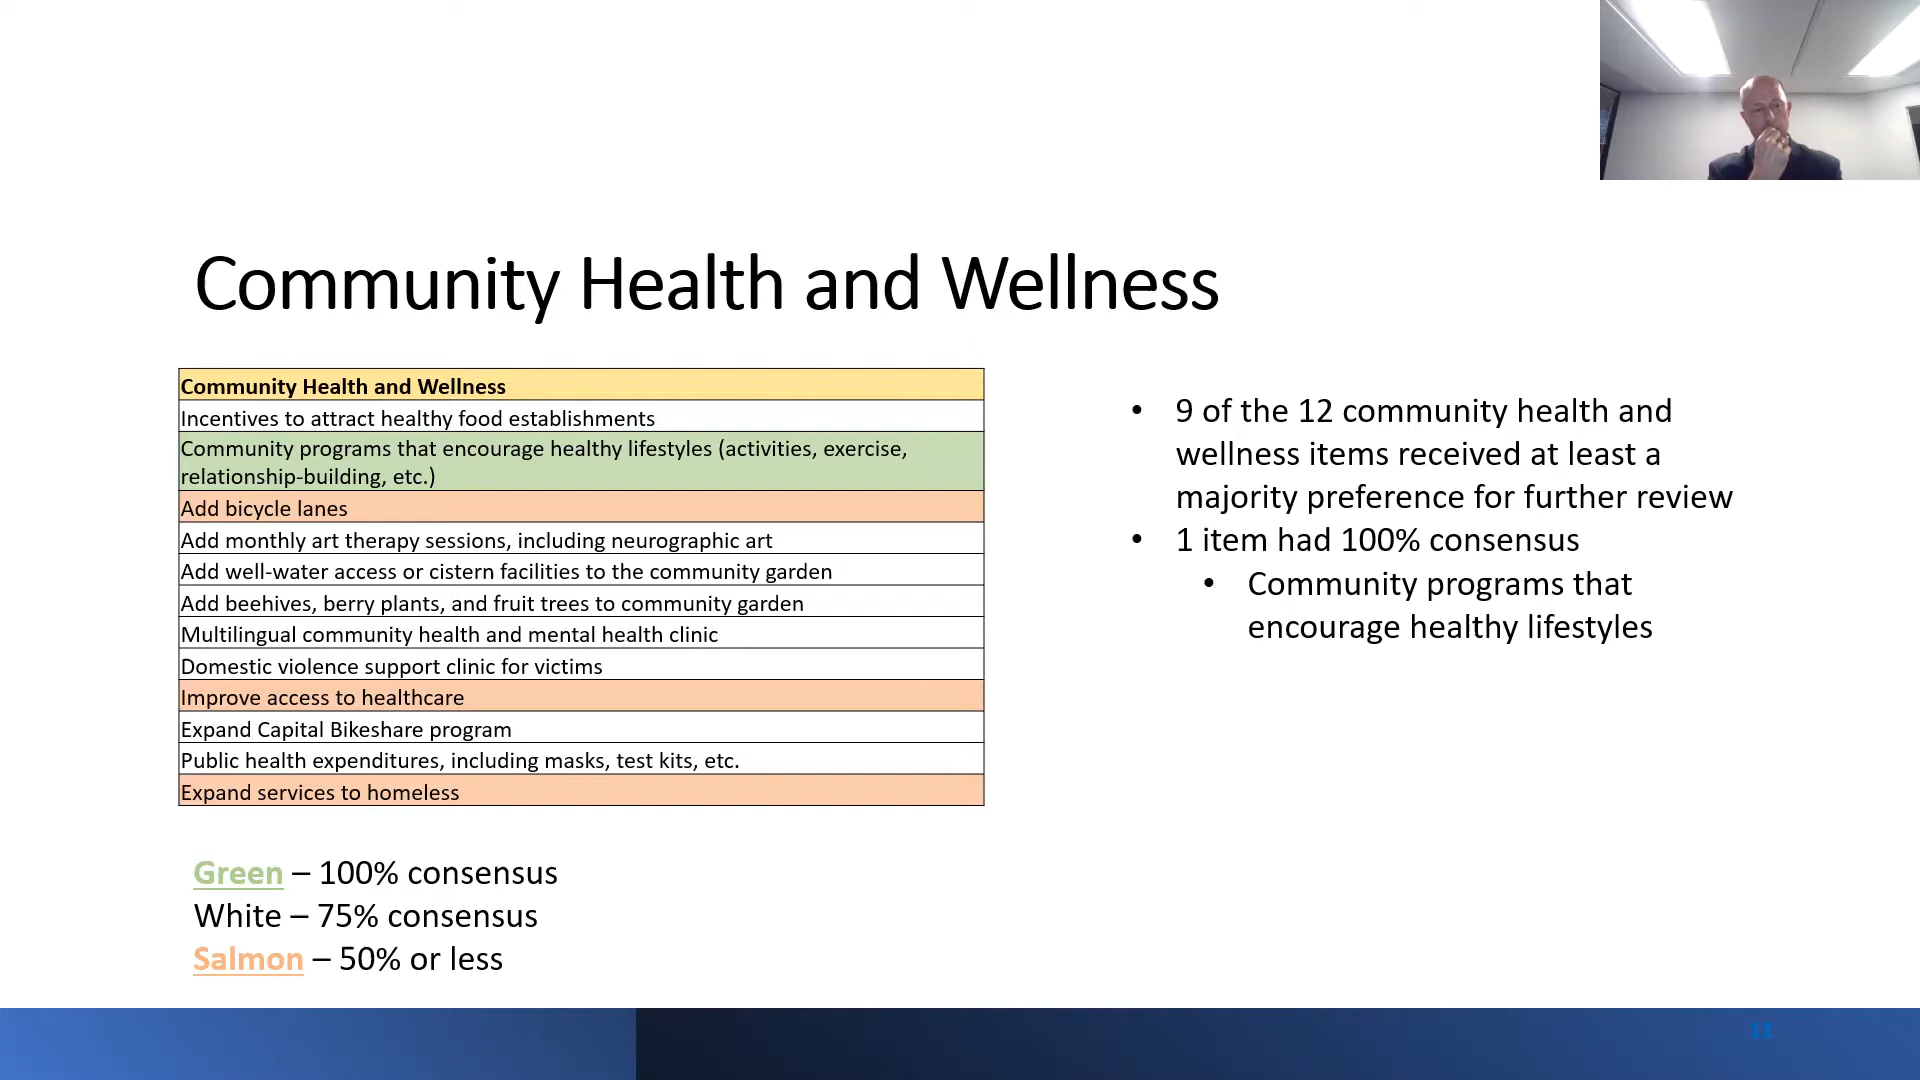 Community Health and Wellness
Community Health and Wellness
Incentives to attract healthy food establishments
Community programs that encourage healthy lifestyles (activities, exercise,
relationship-building, etc.)
Add bicycle lanes
Add monthly art therapy sessions, including neurographic art
Add well-water access or cistern facilities to the community garden
Add beehives, berry plants, and fruit trees to community garden
Multilingual community health and mental health clinic
Domestic violence support clinic for victims
Improve access to healthcare
Expand Capital Bikeshare program
Public health expenditures, including masks, test kits, etc.
Expand services to homeless
Green – 100% consensus
White – 75% consensus
Salmon – 50% or less
• 9 of the 12 community health and
wellness items received at least a
majority preference for further review
• 1 item had 100% consensus
• Community programs that
encourage healthy lifestyles
11